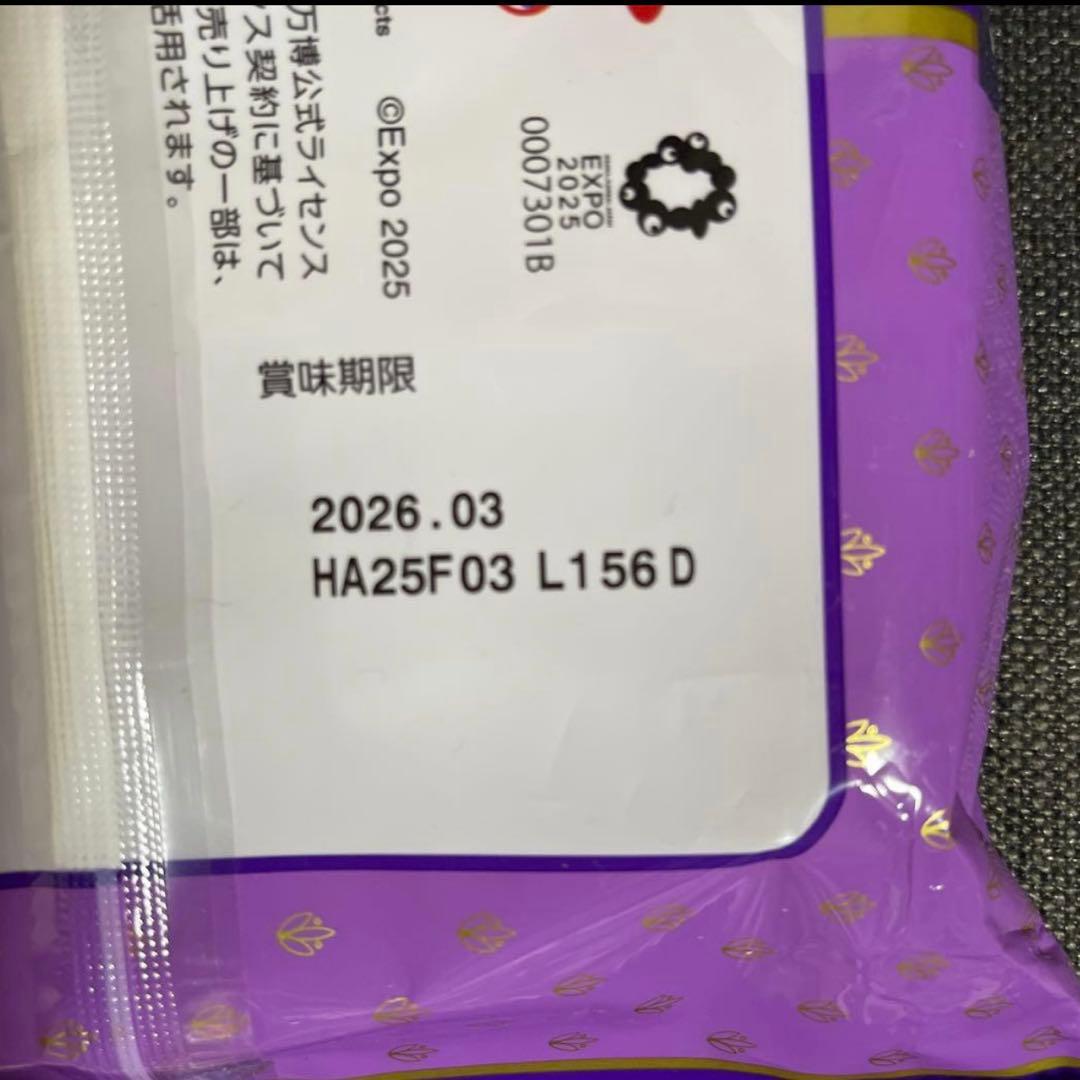 万博公式ライセンス
ス契約に基づいて
売り上げの一部は、
活用されます。
cts
©Expo 2025
EXPO
2025
0007301B
賞味期限
2026.03
HA25F03 L156D